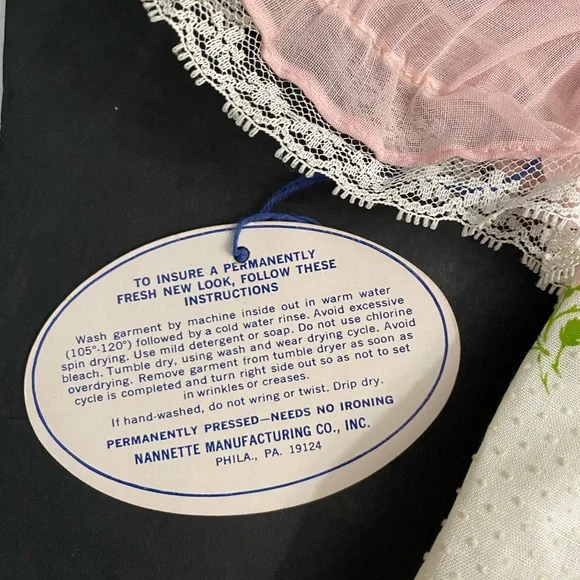 TO INSURE A PERMANENTLY
FRESH NEW LOOK, FOLLOW THESE
INSTRUCTIONS
Wash garment by machine inside out in warm water
(105°-120°) followed by a cold water rinse. Avoid excessive
spin drying. Use mild detergent or soap. Do not use chlorine
bleach. Tumble dry, using wash and wear drying cycle. Avoid
overdrying. Remove garment from tumble dryer as soon as
cycle is completed and turn right side out so as not to set
in wrinkles or creases.
If hand-washed, do not wring or twist. Drip dry.
PERMANENTLY PRESSED—NEEDS NO IRONING
NANNETTE MANUFACTURING CO., INC.
PHILA., PA. 19124